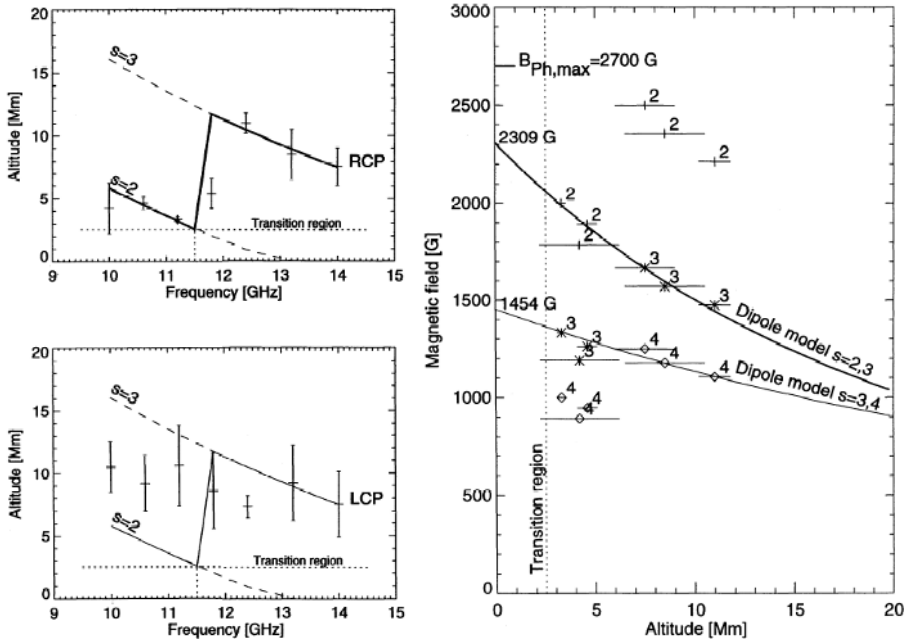 20
15
10
5
0
Altitude [Mm]
s=3
s=2
RCP
Transition region
9 10 11 12 13 14 15
Frequency [GHz]
20
15
10
5
0
Altitude [Mm]
s=3
s=2
LCP
Transition region
9 10 11 12 13 14 15
Frequency [GHz]
3000
2500
2000
1500
1000
500
0
Magnetic field [G]
B Ph,max=2700 G
2
2
2
2309 G
2
2
2
3
3
3
Dipole model s=2,3
1454 G
3
3
3
4
4
4
Dipole model s=3,4
4
4
4
Transition region
0 5 10 15 20
Altitude [Mm]